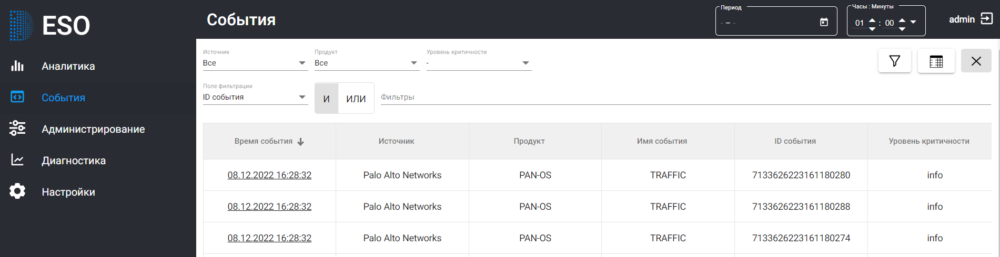 ESO
Аналитика
События
Администрирование
Диагностика
Настройки
События
Период
- – -
Часы : Минуты
01 : 00
admin
Источник
Все
Продукт
Все
Уровень критичности
-
Поле фильтрации
ID события
И ИЛИ
Фильтры
Время события Источник Продукт Имя события ID события Уровень критичности
08.12.2022 16:28:32 Palo Alto Networks PAN-OS TRAFFIC 7133626223161180280 info
08.12.2022 16:28:32 Palo Alto Networks PAN-OS TRAFFIC 7133626223161180288 info
08.12.2022 16:28:32 Palo Alto Networks PAN-OS TRAFFIC 7133626223161180274 info